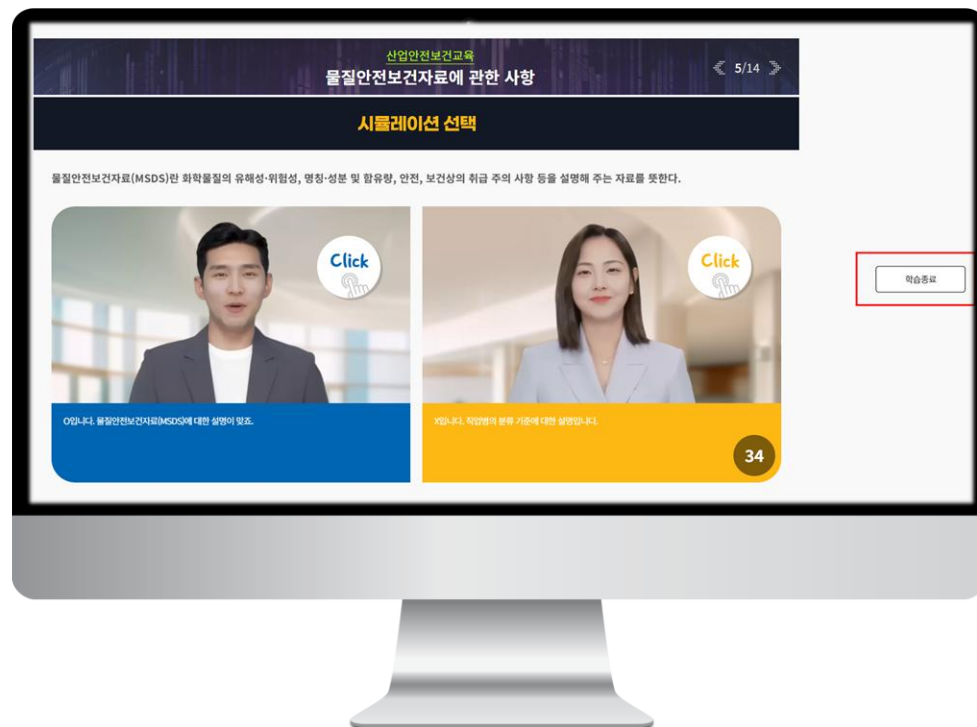 산업안전보건교육
물질안전보건자료에 관한 사항
5/14
시뮬레이션 선택
물질안전보건자료(MSDS)란 화학물질의 유해성·위험성, 명칭·성분 및 함유량, 안전, 보건상의 취급 주의 사항 등을 설명해 주는 자료를 뜻한다.
Click
Click
학습종료
O입니다. 물질안전보건자료(MSDS)에 대한 설명이 맞죠.
X입니다. 직업병의 분류 기준에 대한 설명입니다.
34